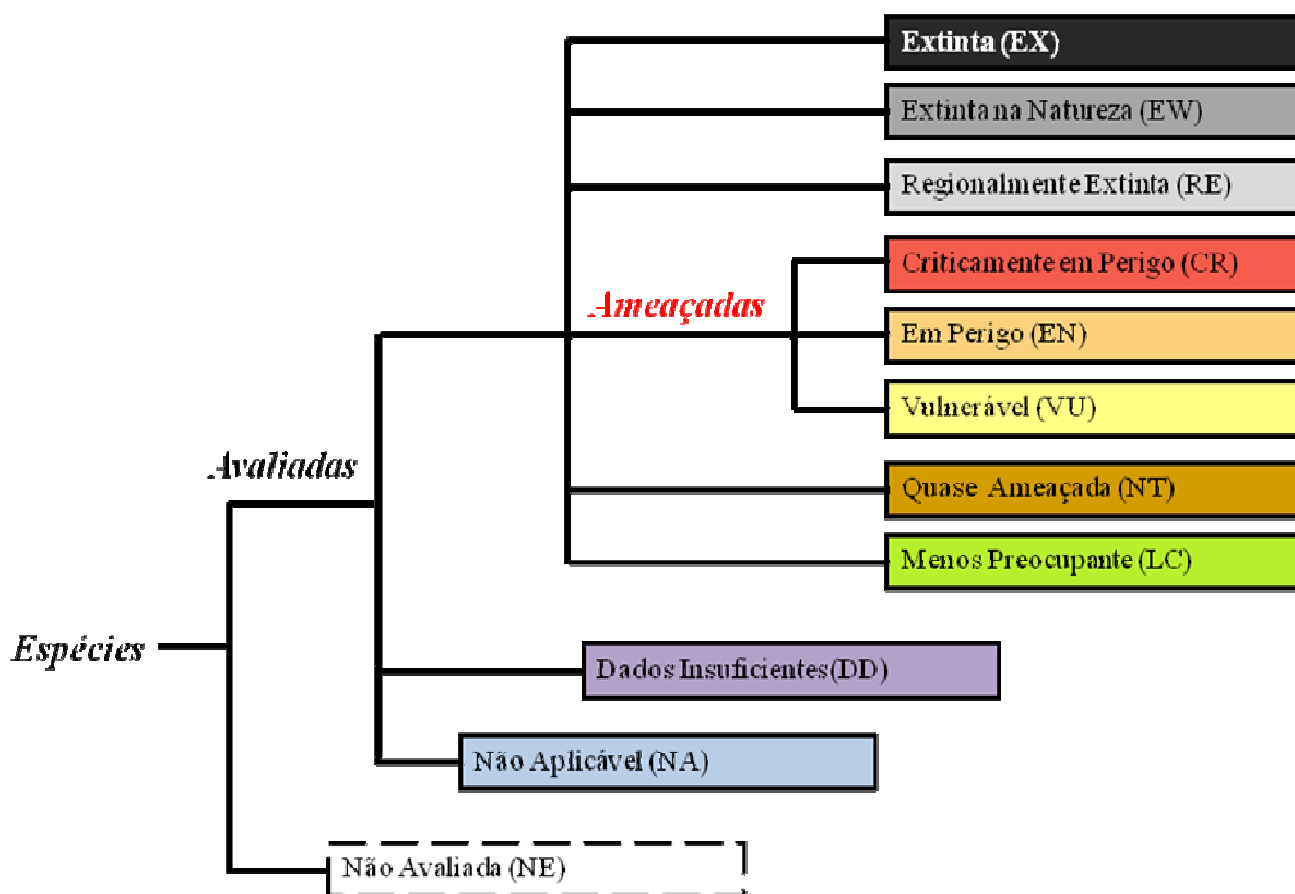 Extinta (EX)
Extinta na Natureza (EW)
Regionalmente Extinta (RE)
Criticamente em Perigo (CR)
Ameaçadas
Em Perigo (EN)
Vulnerável (VU)
Avaliadas
Quase Ameaçada (NT)
Menos Preocupante (LC)
Espécies
Dados Insuficientes(DD)
Não Aplicável (NA)
Não Avaliada (NE)